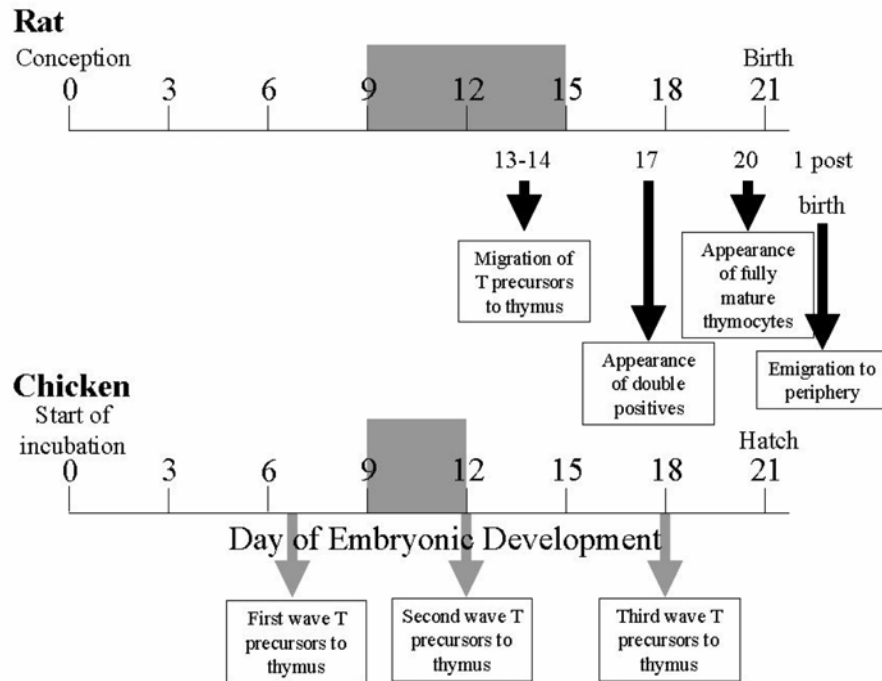 Rat
Conception
Birth
0 3 6 9 12 15 18 21
13-14 17 20 1 post
birth
Migration of
T precursors
to thymus
Appearance
of double
positives
Appearance
of fully
mature
thymocytes
Emigration to
periphery
Chicken
Start of
incubation
Hatch
0 3 6 9 12 15 18 21
Day of Embryonic Development
First wave T
precursors to
thymus
Second wave T
precursors to
thymus
Third wave T
precursors to
thymus